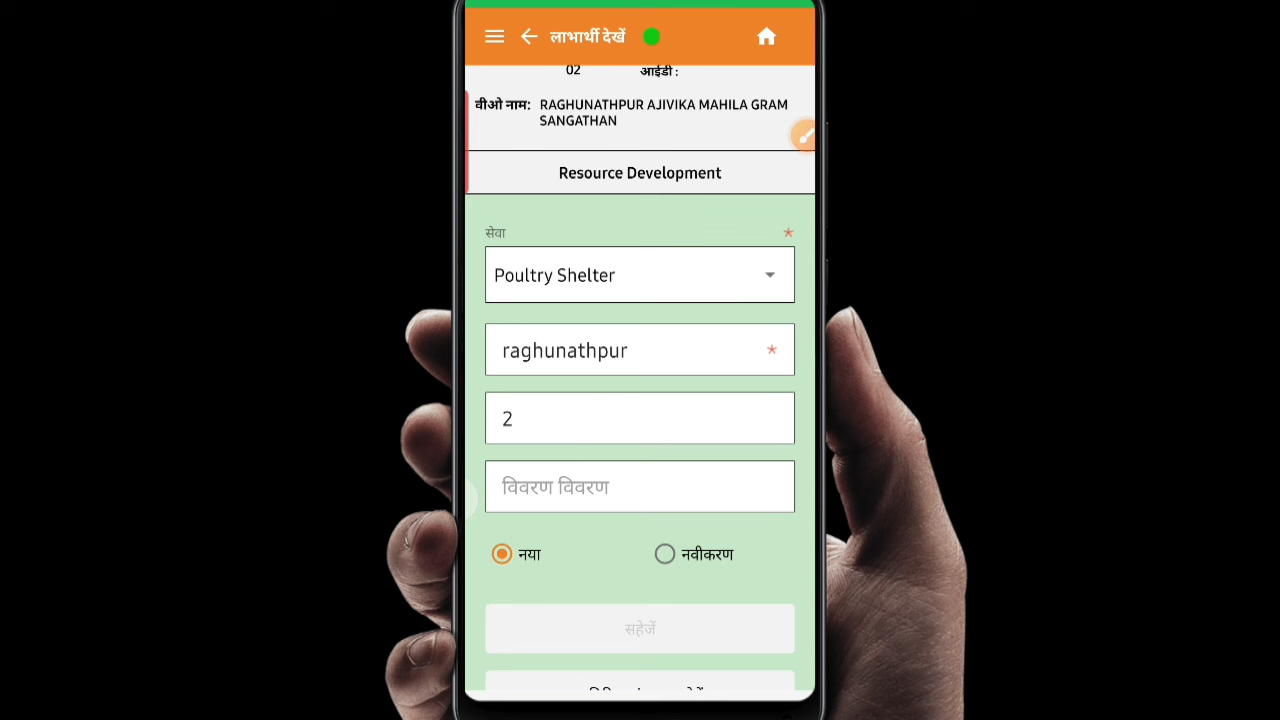 लाभार्थी देखें
02 आईडी :
वीओ नाम: RAGHUNATHPUR AJIVIKA MAHILA GRAM
SANGATHAN
Resource Development
सेवा *
Poultry Shelter
raghunathpur *
2
विवरण विवरण
नया नवीकरण
सहेजें